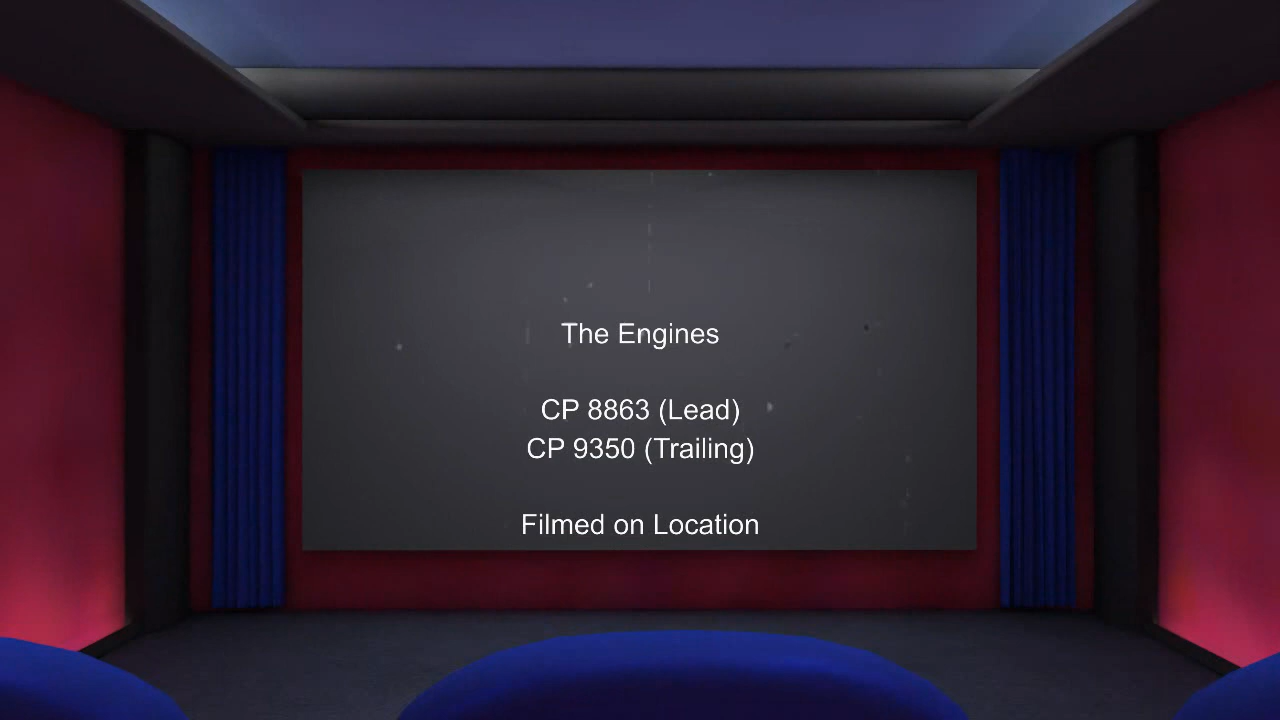 The Engines
CP 8863 (Lead)
CP 9350 (Trailing)
Filmed on Location